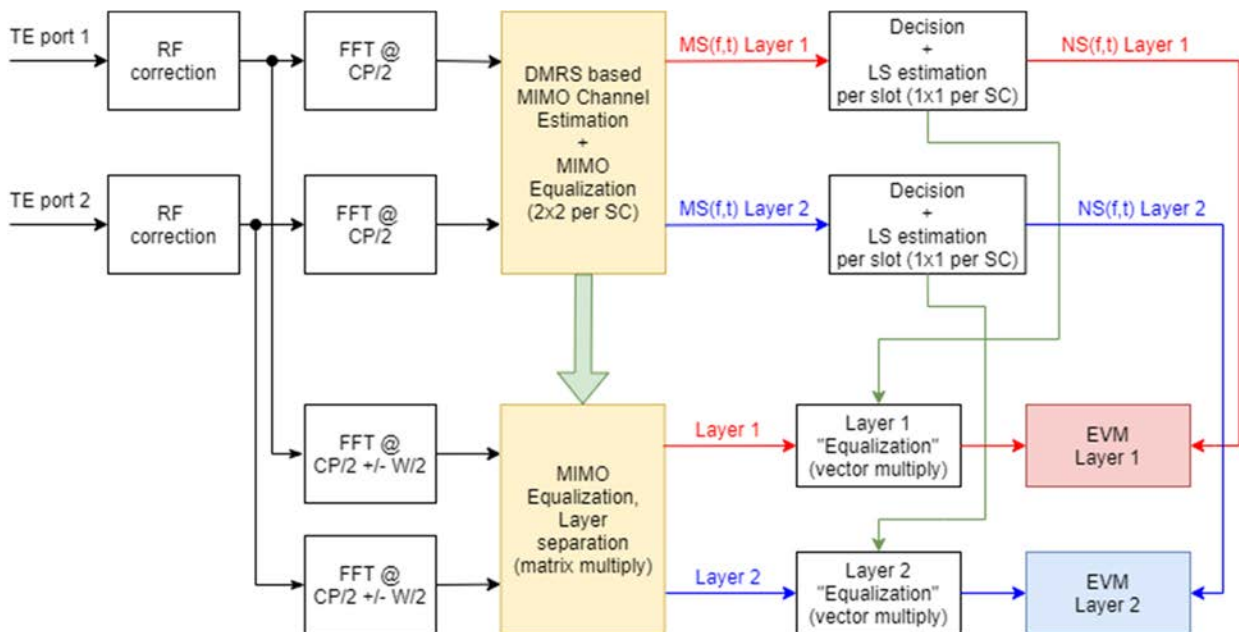 TE port 1
RF
correction
FFT @
CP/2
DMRS based
MIMO Channel
Estimation
+
MIMO
Equalization
(2x2 per SC)
MS(f,t) Layer 1
Decision
+
LS estimation
per slot (1x1 per SC)
NS(f,t) Layer 1
TE port 2
RF
correction
FFT @
CP/2
MS(f,t) Layer 2
Decision
+
LS estimation
per slot (1x1 per SC)
NS(f,t) Layer 2
FFT @
CP/2 +/- W/2
MIMO
Equalization,
Layer
separation
(matrix multiply)
Layer 1
Layer 1
"Equalization"
(vector multiply)
EVM
Layer 1
FFT @
CP/2 +/- W/2
Layer 2
Layer 2
"Equalization"
(vector multiply)
EVM
Layer 2